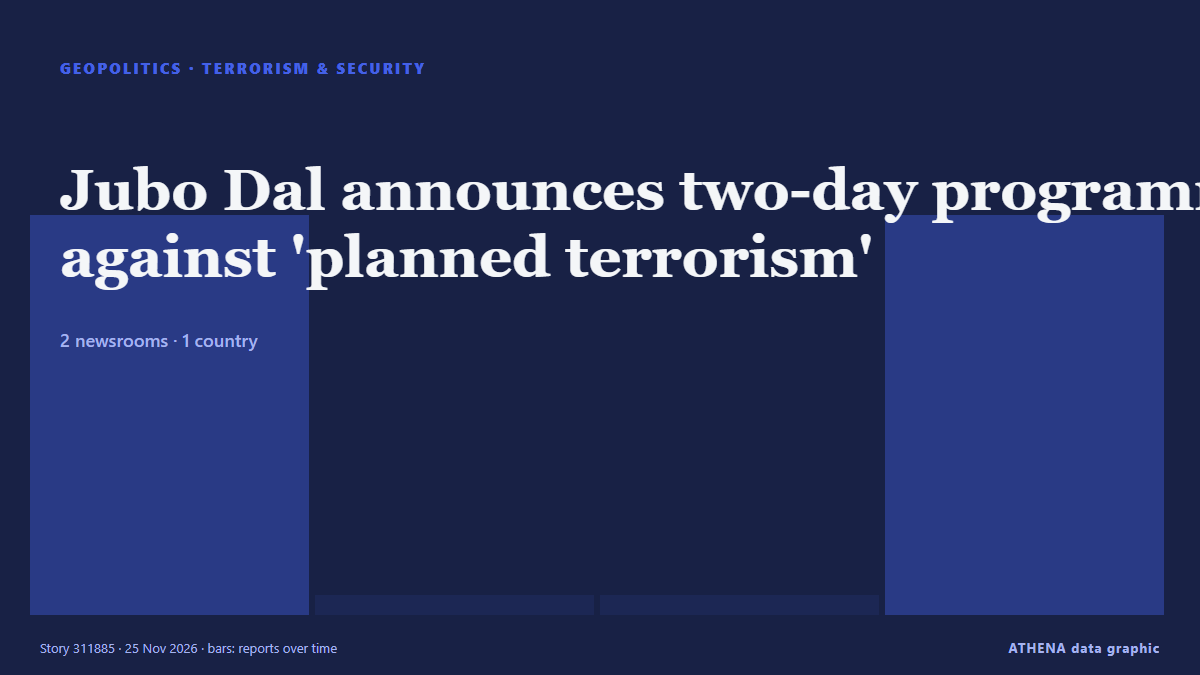 GEOPOLITICS · TERRORISM & SECURITY
Jubo Dal announces two-day
against 'planned terrorism'
2 newsrooms · 1 country
Story 311885 · 25 Nov 2026 · bars: reports over time
ATHENA data graphic